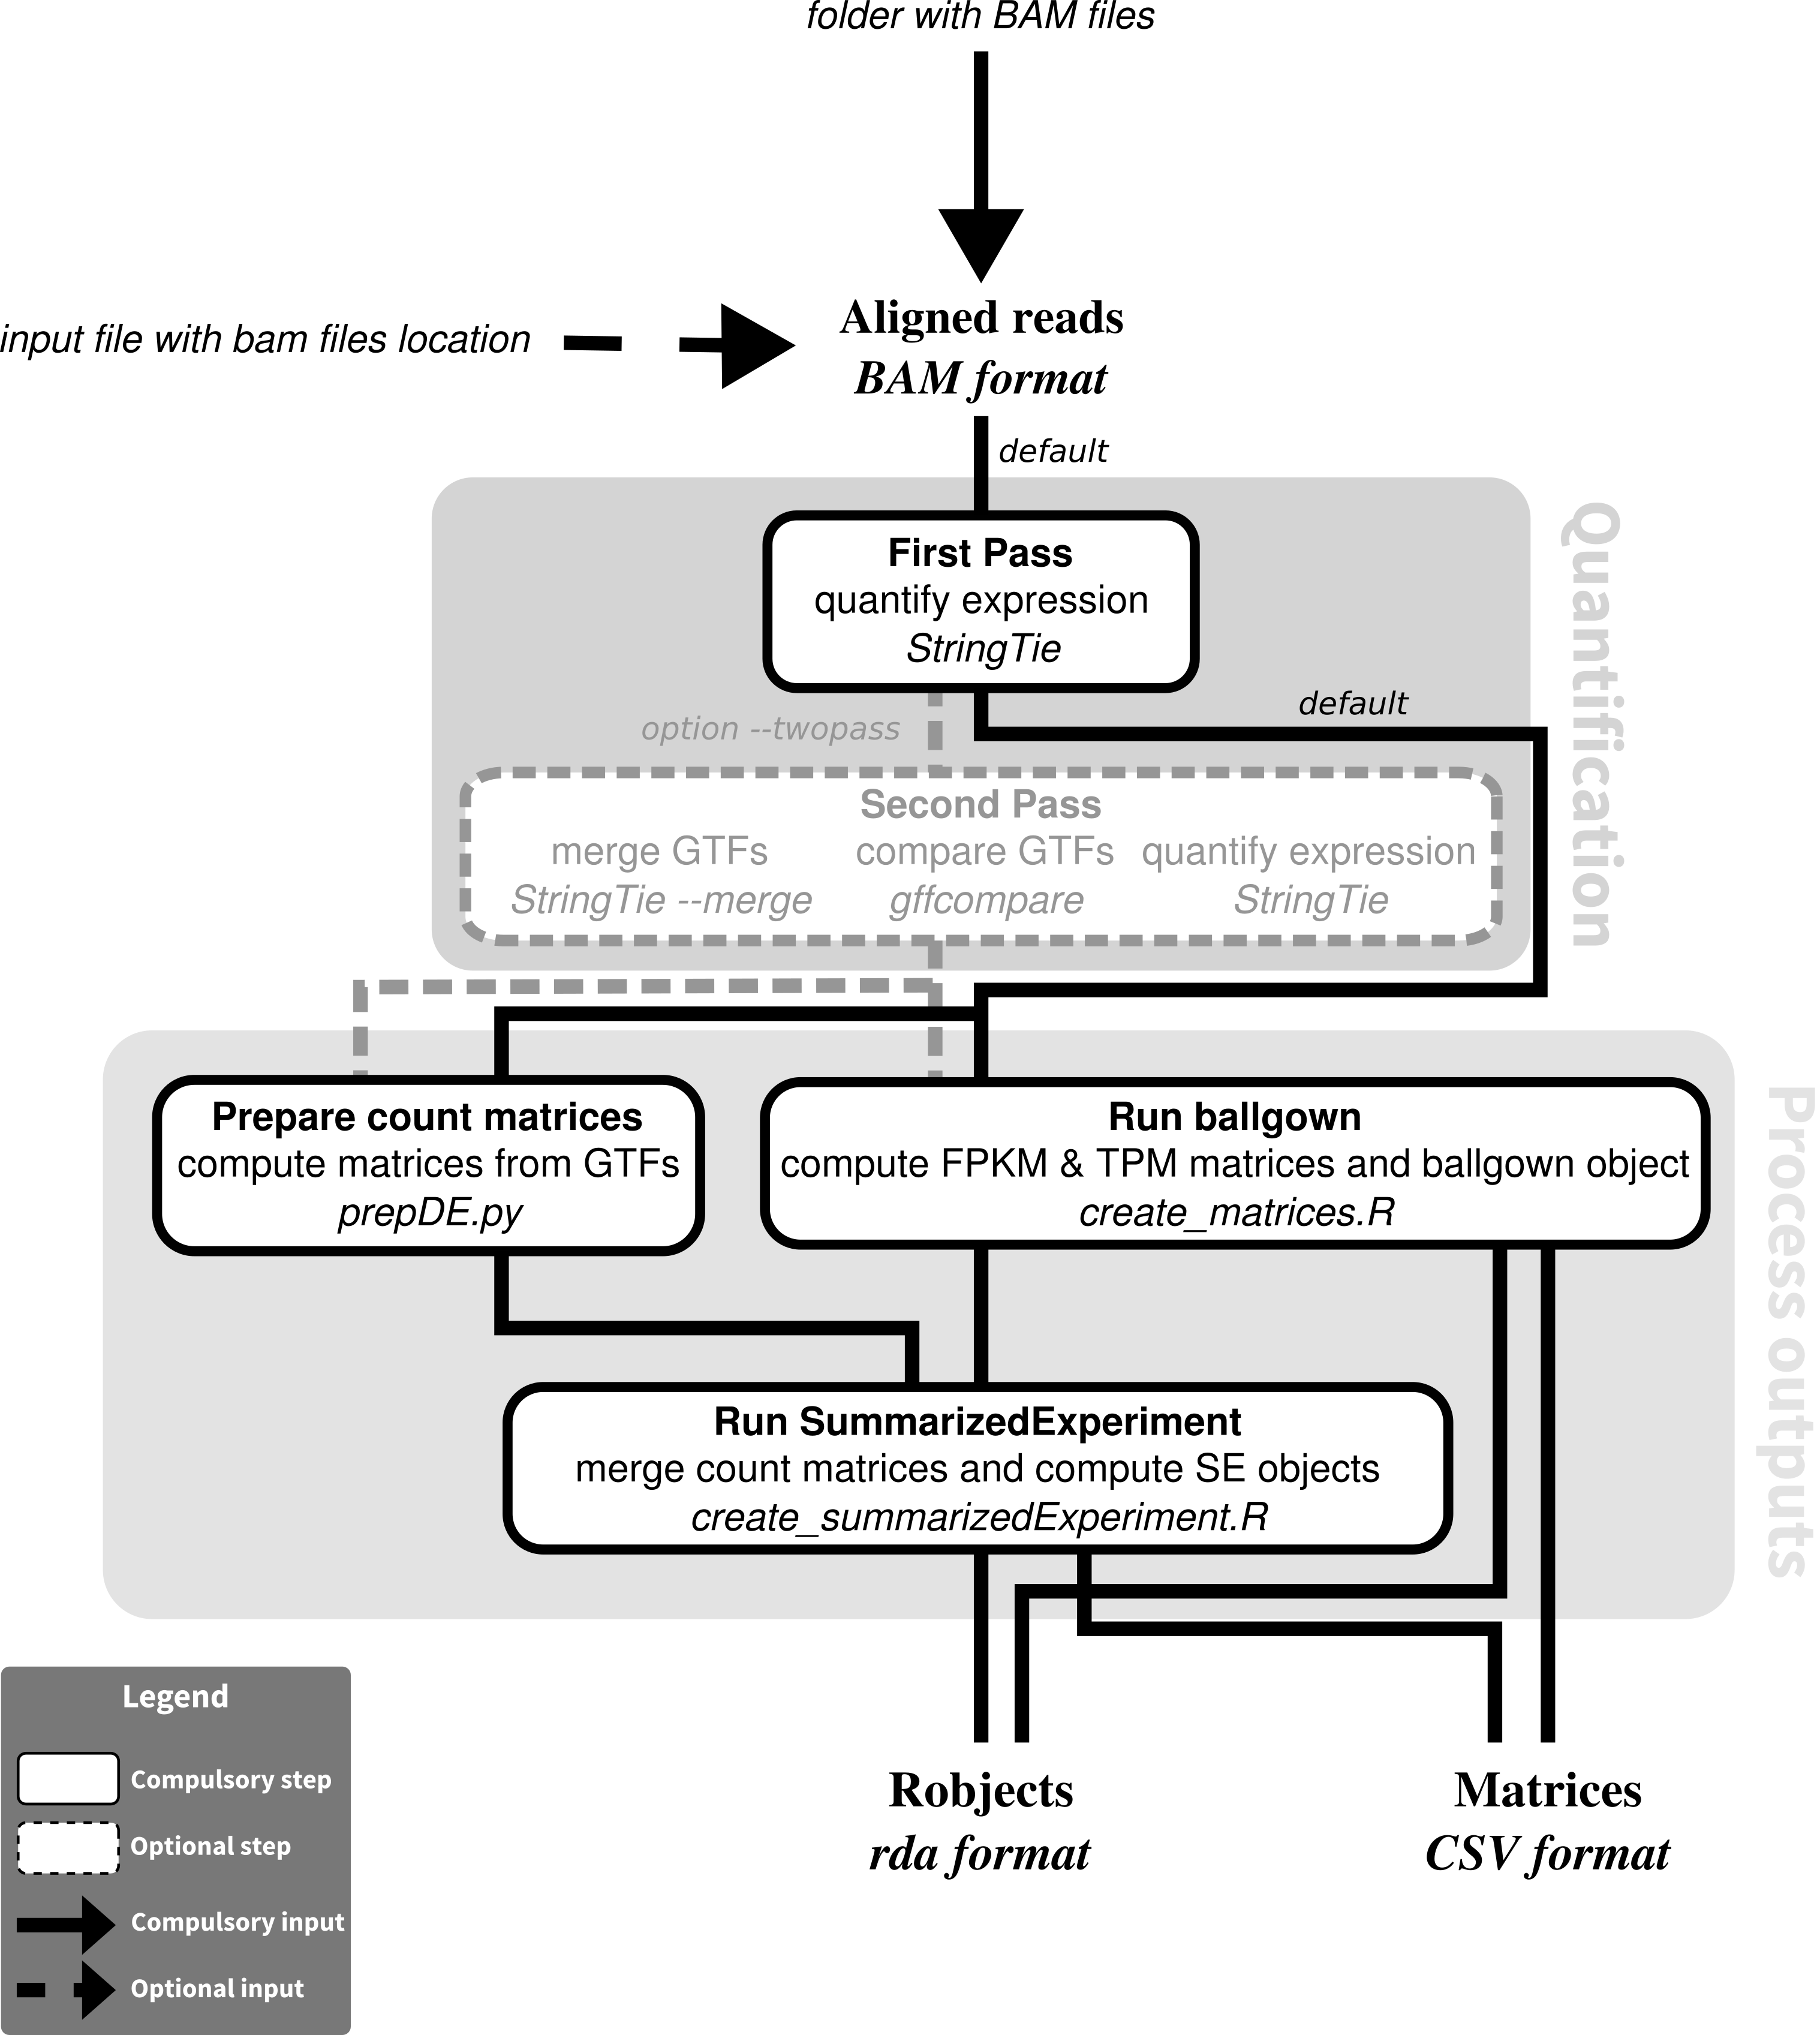 folder with BAM files
input file with bam files location
Aligned reads
BAM format
default
Quantification
First Pass
quantify expression
StringTie
default
option --twopass
Second Pass
merge GTFs
StringTie --merge
compare GTFs
gffcompare
quantify expression
StringTie
Process outputs
Prepare count matrices
compute matrices from GTFs
prepDE.py
Run ballgown
compute FPKM & TPM matrices and ballgown object
create_matrices.R
Run SummarizedExperiment
merge count matrices and compute SE objects
create_summarizedExperiment.R
Robjects
rda format
Matrices
CSV format
Legend
Compulsory step
Optional step
Compulsory input
Optional input